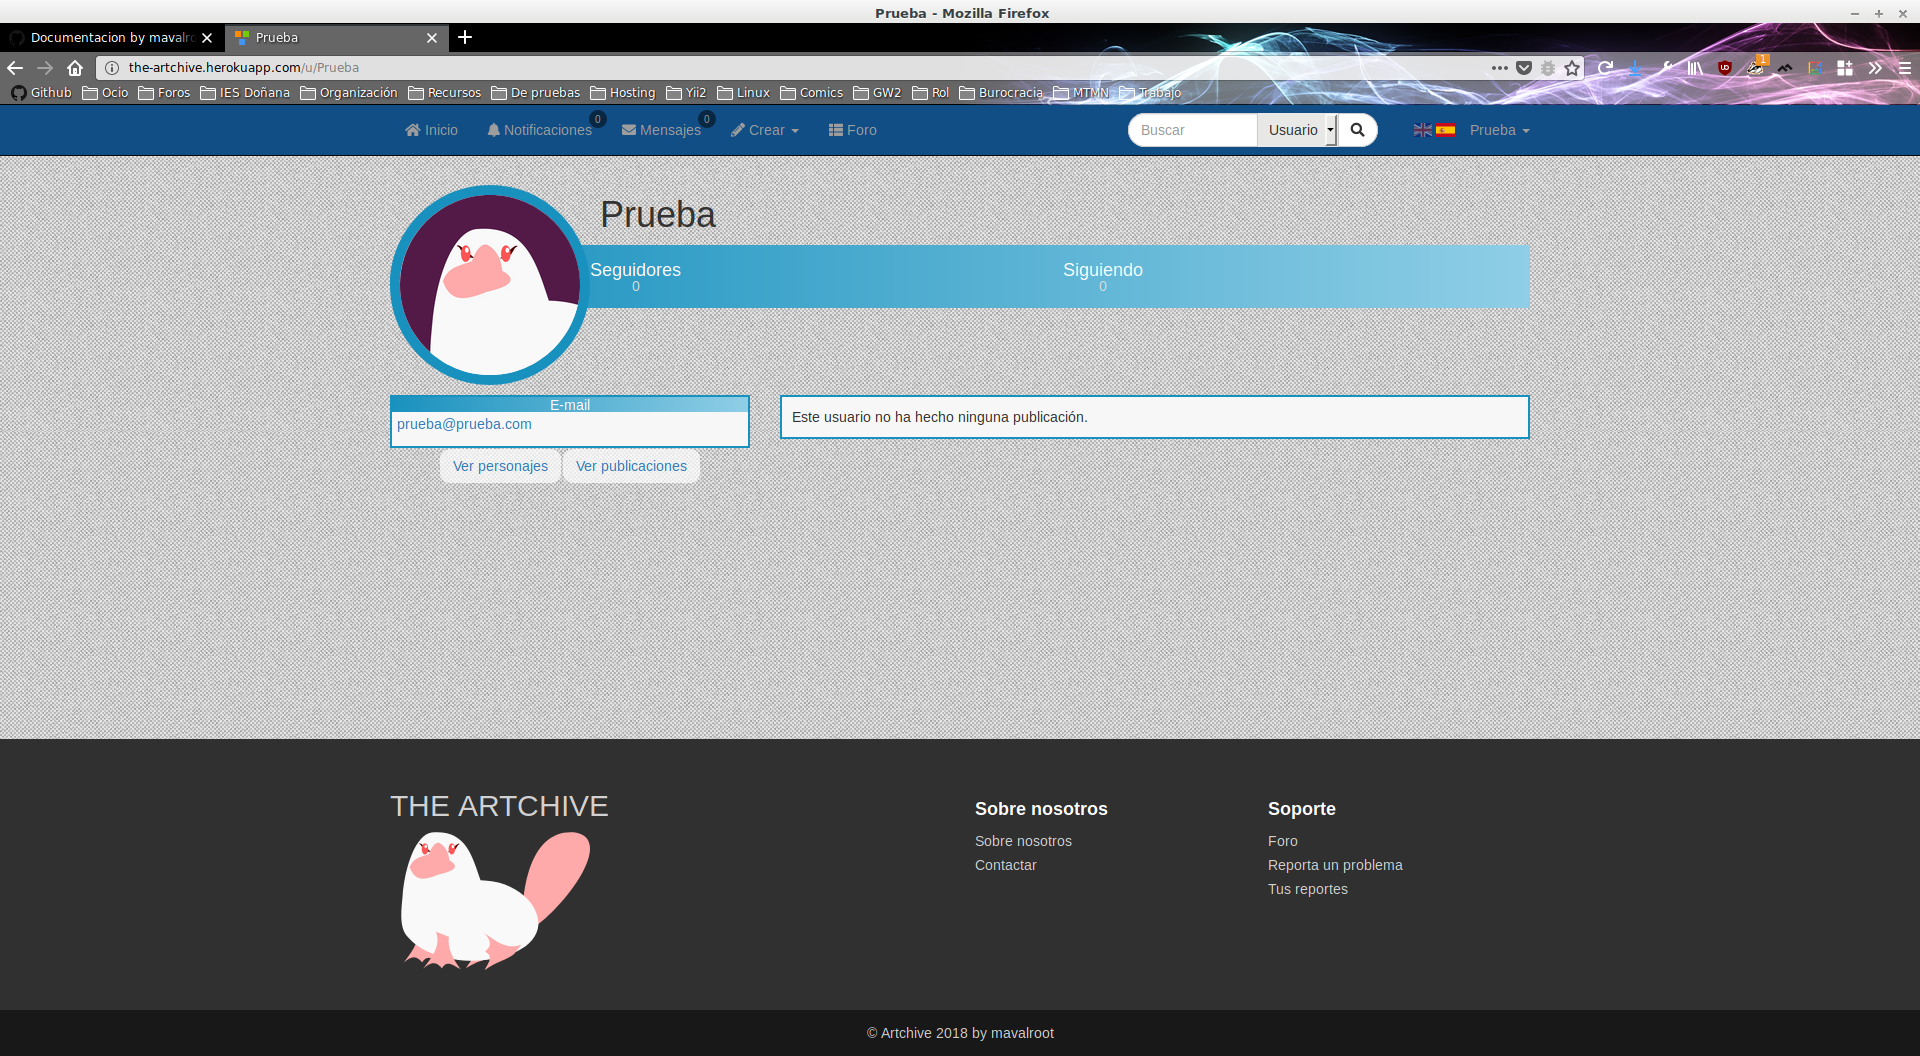 Prueba - Mozilla Firefox
Documentacion by mavalro
Prueba
the-artchive.herokuapp.com/u/Prueba
1
Github Ocio Foros IES Doñana Organización Recursos De pruebas Hosting Yii2 Linux Comics GW2 Rol Burocracia MTMN Trabajo
Inicio Notificaciones 0 Mensajes 0 Crear Foro Buscar Usuario Prueba
Prueba
Seguidores
0
Siguiendo
0
E-mail
prueba@prueba.com
Ver personajes Ver publicaciones
Este usuario no ha hecho ninguna publicación.
THE ARTCHIVE
Sobre nosotros
Sobre nosotros
Contactar
Soporte
Foro
Reporta un problema
Tus reportes
© Artchive 2018 by mavalroot